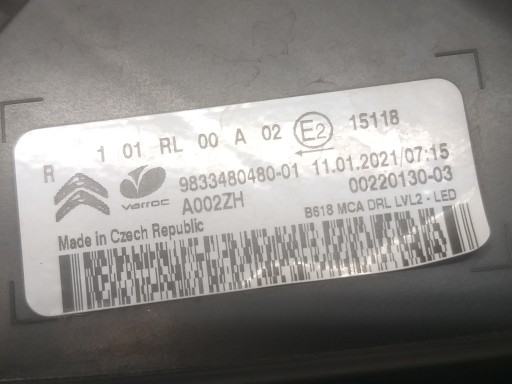 R 1 01 RL 00 A 02 E2 15118
varroc 9833480480-01 11.01.2021/07:15
A002ZH 00220130-03
Made in Czech Republic B618 MCA DRL LVL2 - LED